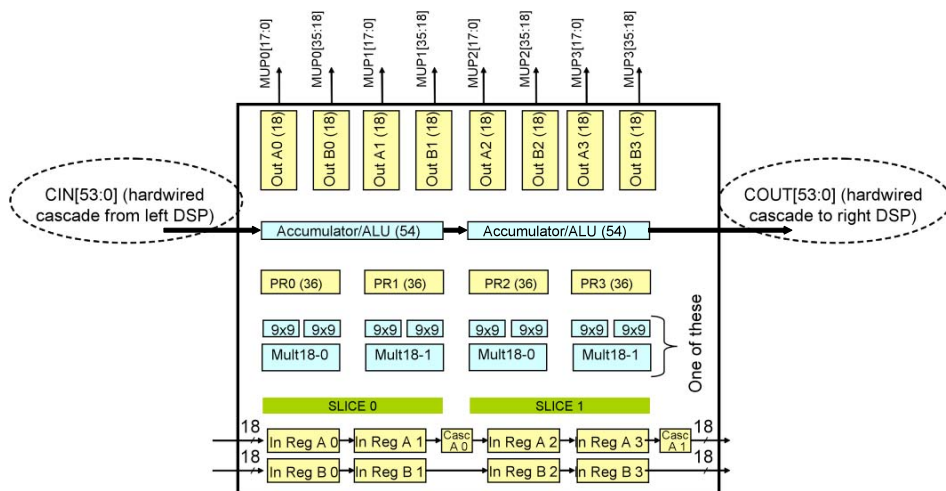 MUP0[17:0]
MUP0[35:18]
MUP1[17:0]
MUP1[35:18]
MUP2[17:0]
MUP2[35:18]
MUP3[17:0]
MUP3[35:18]
Out A0 (18)
Out B0 (18)
Out A1 (18)
Out B1 (18)
Out A2 (18)
Out B2 (18)
Out A3 (18)
Out B3 (18)
CIN[53:0] (hardwired
cascade from left DSP)
COUT[53:0] (hardwired
cascade to right DSP)
Accumulator/ALU (54)
Accumulator/ALU (54)
PR0 (36)
PR1 (36)
PR2 (36)
PR3 (36)
9x9
9x9
9x9
9x9
9x9
9x9
9x9
9x9
Mult18-0
Mult18-1
Mult18-0
Mult18-1
One of these
SLICE 0
SLICE 1
18
In Reg A 0
In Reg A 1
Casc
A 0
In Reg A 2
In Reg A 3
Casc
A 1
18
18
In Reg B 0
In Reg B 1
In Reg B 2
In Reg B 3
18